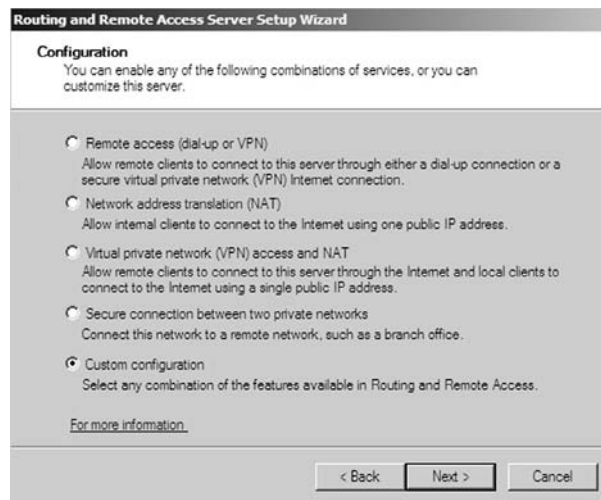 Routing and Remote Access Server Setup Wizard
Configuration
You can enable any of the following combinations of services, or you can
customize this server.
Remote access (dial-up or VPN)
Allow remote clients to connect to this server through either a dial-up connection or a
secure virtual private network (VPN) Internet connection.
Network address translation (NAT)
Allow internal clients to connect to the Internet using one public IP address.
Virtual private network (VPN) access and NAT
Allow remote clients to connect to this server through the Internet and local clients to
connect to the Internet using a single public IP address.
Secure connection between two private networks
Connect this network to a remote network, such as a branch office.
Custom configuration
Select any combination of the features available in Routing and Remote Access.
For more information
< Back Next > Cancel